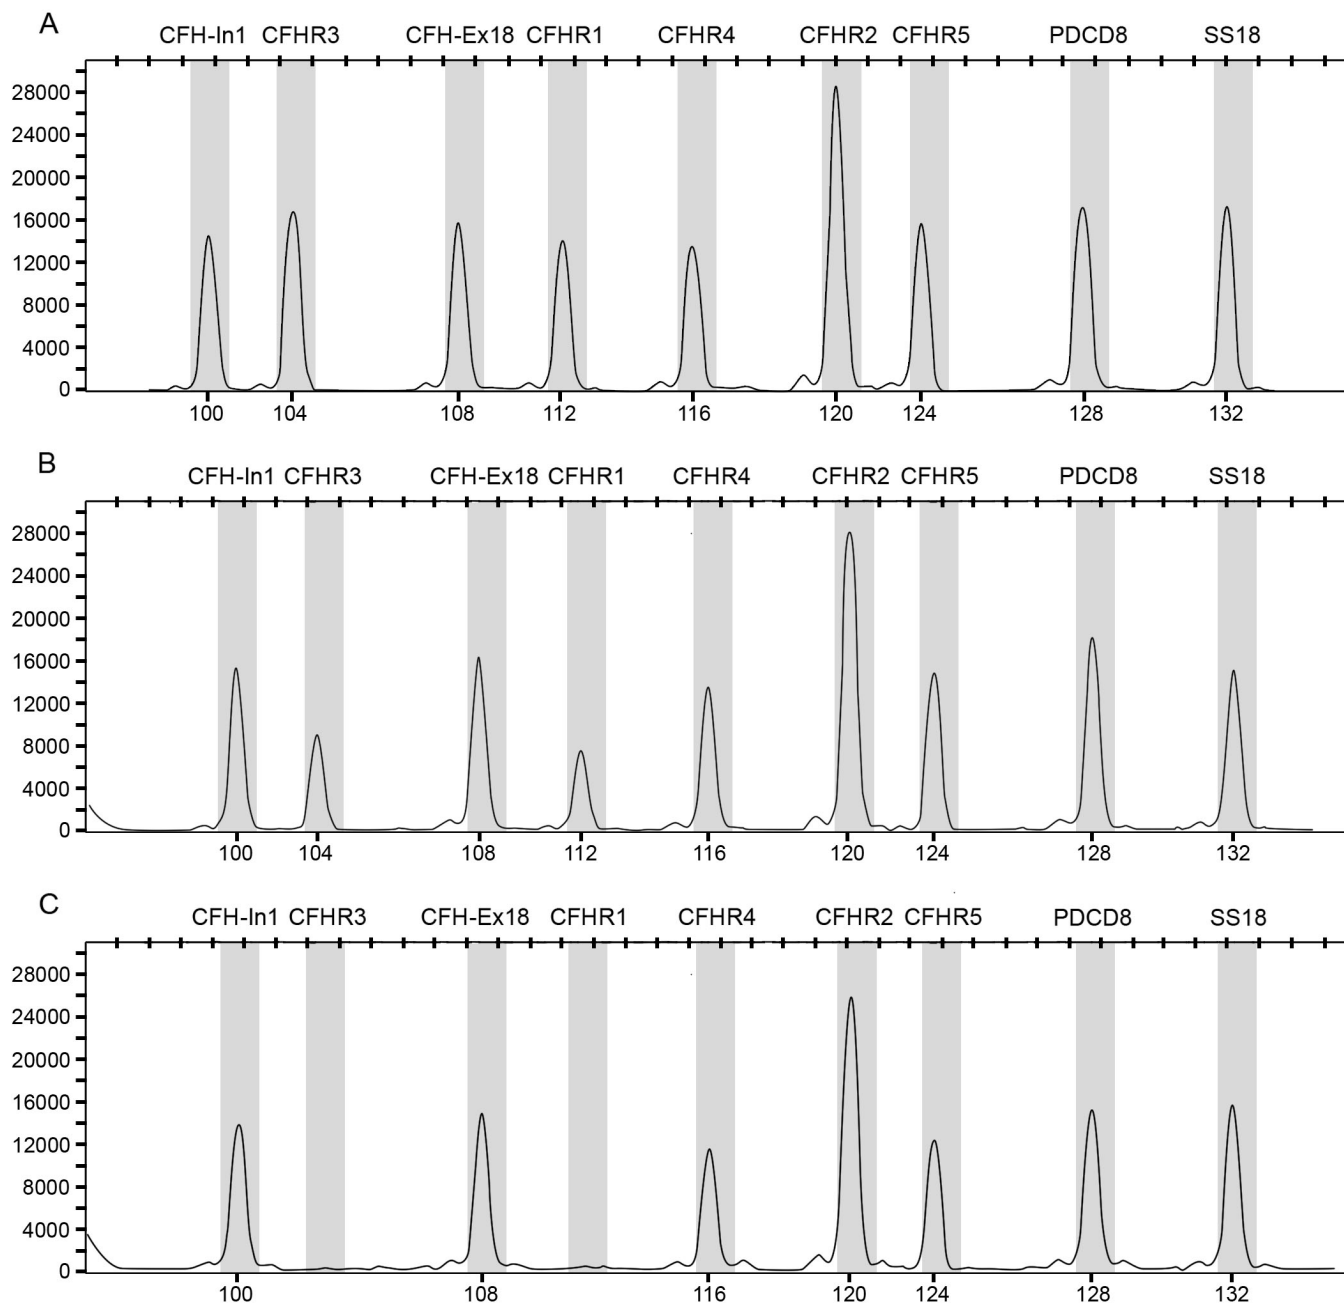 A
CFH-In1 CFHR3 CFH-Ex18 CFHR1 CFHR4 CFHR2 CFHR5 PDCD8 SS18
28000
24000
20000
16000
12000
8000
4000
0
100 104 108 112 116 120 124 128 132
B
CFH-In1 CFHR3 CFH-Ex18 CFHR1 CFHR4 CFHR2 CFHR5 PDCD8 SS18
28000
24000
20000
16000
12000
8000
4000
0
100 104 108 112 116 120 124 128 132
C
CFH-In1 CFHR3 CFH-Ex18 CFHR1 CFHR4 CFHR2 CFHR5 PDCD8 SS18
28000
24000
20000
16000
12000
8000
4000
0
100 108 116 120 124 128 132